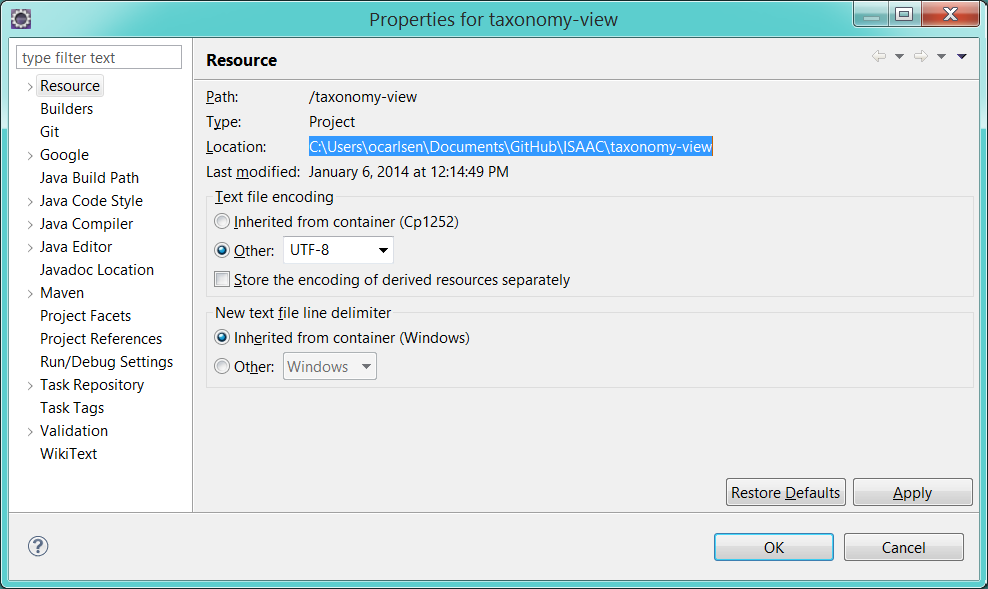 Properties for taxonomy-view
type filter text
Resource
Builders
Git
Google
Java Build Path
Java Code Style
Java Compiler
Java Editor
Javadoc Location
Maven
Project Facets
Project References
Run/Debug Settings
Task Repository
Task Tags
Validation
WikiText
Resource
Path: /taxonomy-view
Type: Project
Location: C:\Users\ocarlsen\Documents\GitHub\ISAAC\taxonomy-view
Last modified: January 6, 2014 at 12:14:49 PM
Text file encoding
Inherited from container (Cp1252)
Other: UTF-8
Store the encoding of derived resources separately
New text file line delimiter
Inherited from container (Windows)
Other: Windows
Restore Defaults Apply
? OK Cancel